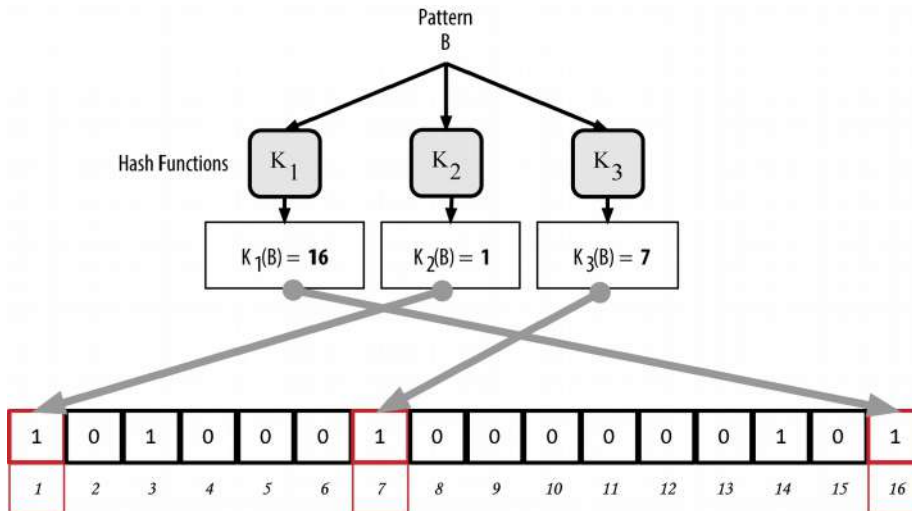 Pattern
B
Hash Functions
K1
K2
K3
K1(B) = 16
K2(B) = 1
K3(B) = 7
1 0 1 0 0 0 1 0 0 0 0 0 0 1 0 1
1 2 3 4 5 6 7 8 9 10 11 12 13 14 15 16